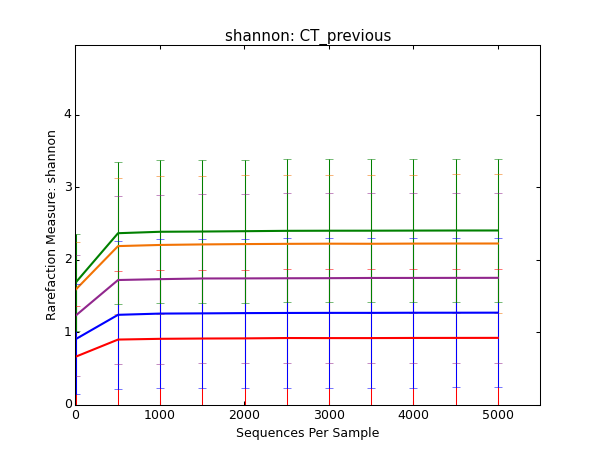 shannon: CT_previous
Rarefaction Measure: shannon
4
3
2
1
0
0 1000 2000 3000 4000 5000
Sequences Per Sample